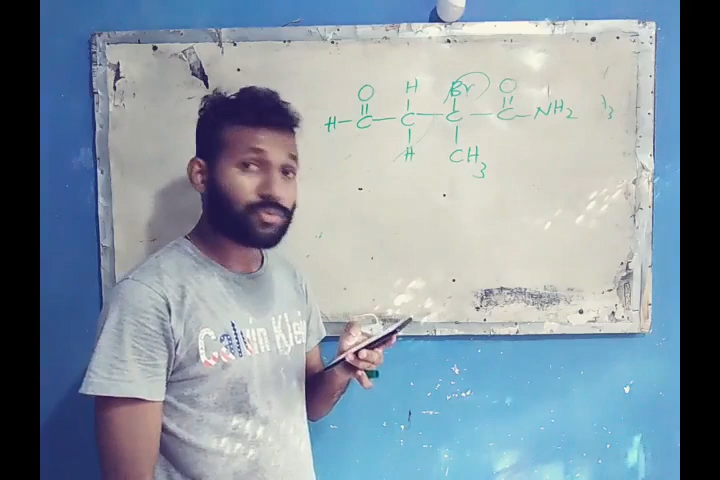 O H Br O
H-C-C-C-C-NH2
H CH3
Calvin Klein